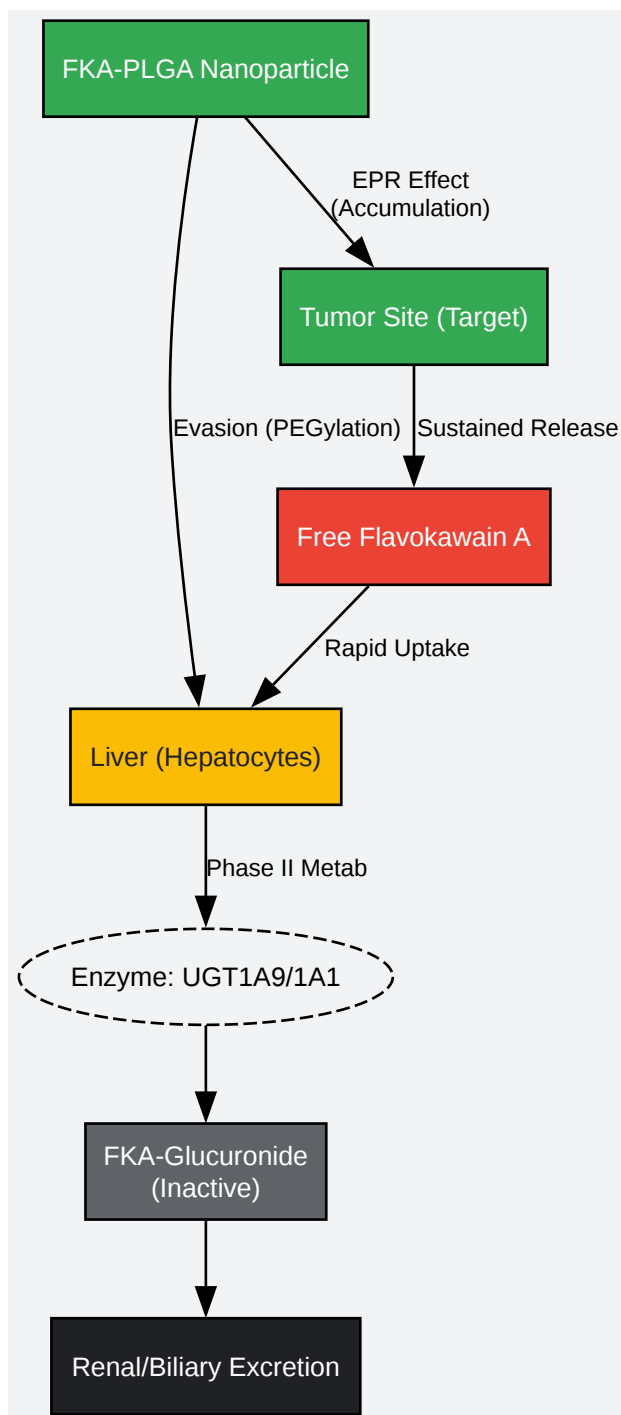 FKA-PLGA Nanoparticle
EPR Effect
(Accumulation)
Tumor Site (Target)
Evasion (PEGylation)
Sustained Release
Free Flavokawain A
Rapid Uptake
Liver (Hepatocytes)
Phase II Metab
Enzyme: UGT1A9/1A1
FKA-Glucuronide
(Inactive)
Renal/Biliary Excretion